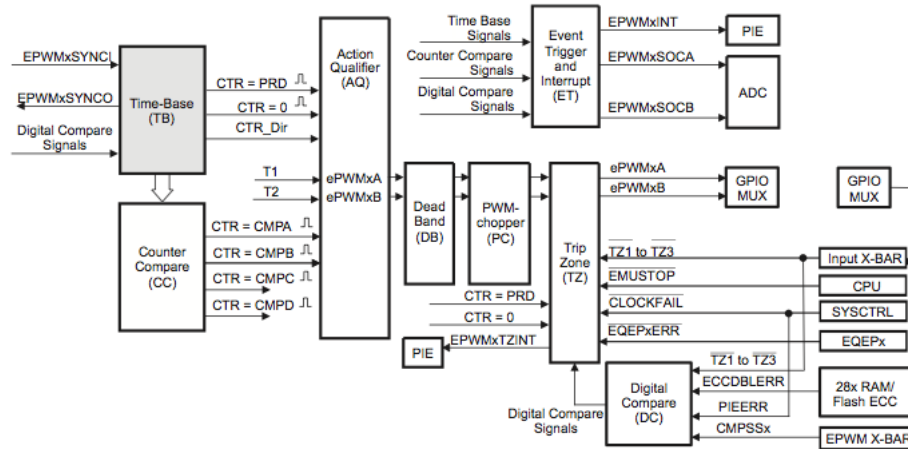 EPWMxSYNCI
EPWMxSYNCO
Digital Compare
Signals
Time-Base
(TB)
CTR = PRD
CTR = 0
CTR_Dir
T1
T2
Counter
Compare
(CC)
CTR = CMPA
CTR = CMPB
CTR = CMPC
CTR = CMPD
Action
Qualifier
(AQ)
ePWMxA
ePWMxB
Time Base
Signals
Counter Compare
Signals
Digital Compare
Signals
Event
Trigger
and
Interrupt
(ET)
EPWMxINT
EPWMxSOCA
EPWMxSOCB
PIE
ADC
Dead
Band
(DB)
PWM-
chopper
(PC)
Trip
Zone
(TZ)
ePWMxA
ePWMxB
GPIO
MUX
GPIO
MUX
TZ1 to TZ3
EMUSTOP
CLOCKFAIL
EQEPxERR
Input X-BAR
CPU
SYSCTRL
EQEPx
CTR = PRD
CTR = 0
EPWMxTZINT
PIE
Digital Compare
Signals
Digital
Compare
(DC)
TZ1 to TZ3
ECCDBLERR
PIEERR
CMPSSx
28x RAM/
Flash ECC
EPWM X-BAR